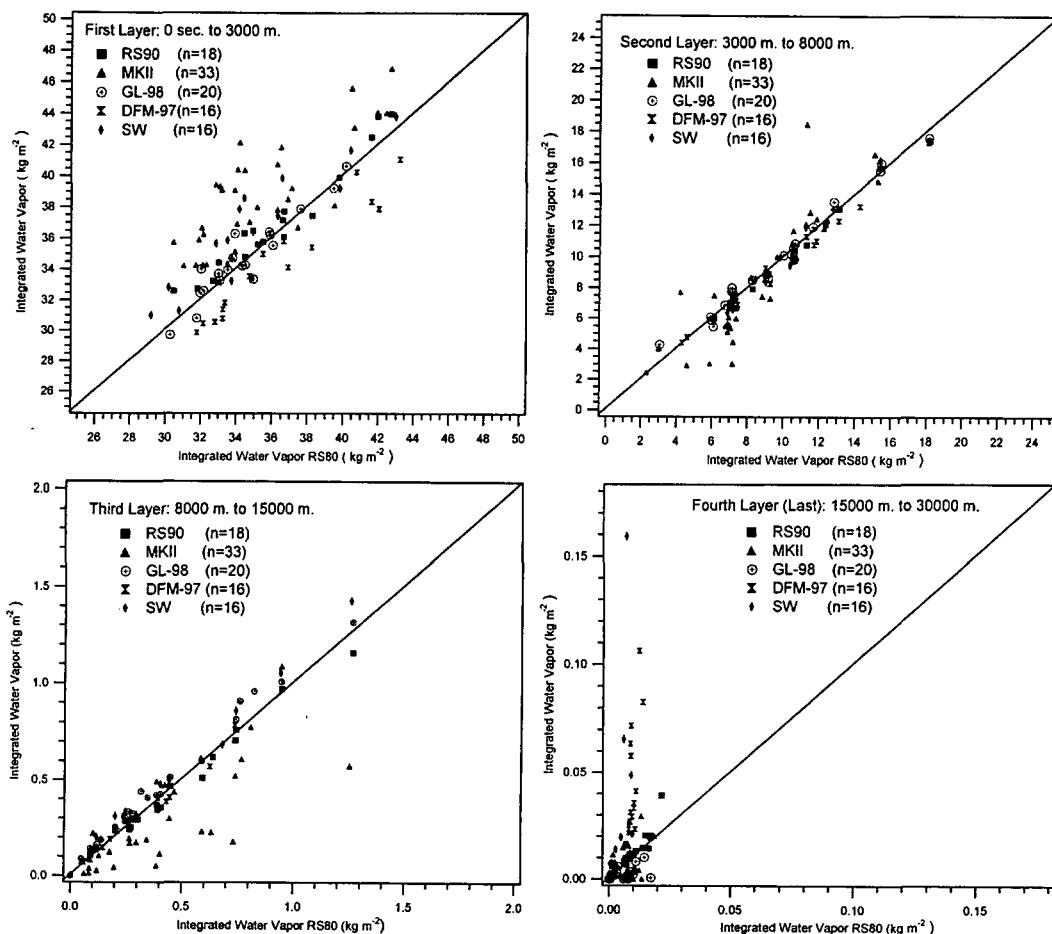 First Layer: 0 sec. to 3000 m.
RS90 (n=18)
MKII (n=33)
GL-98 (n=20)
DFM-97 (n=16)
SW (n=16)
50
48
46
44
42
40
38
36
34
32
30
28
26
Integrated Water Vapor ( kg m-2)
26 28 30 32 34 36 38 40 42 44 46 48 50
Integrated Water Vapor RS80 ( kg m-2)
Second Layer: 3000 m. to 8000 m.
RS90 (n=18)
MKII (n=33)
GL-98 (n=20)
DFM-97 (n=16)
SW (n=16)
24
22
20
18
16
14
12
10
8
6
4
2
0
Integrated Water Vapor ( kg m-2)
0 2 4 6 8 10 12 14 16 18 20 22 24
Integrated Water Vapor RS80 ( kg m-2)
Third Layer: 8000 m. to 15000 m.
RS90 (n=18)
MKII (n=33)
GL-98 (n=20)
DFM-97 (n=16)
SW (n=16)
2.0
1.5
1.0
0.5
0.0
Integrated Water Vapor (kg m-2)
0.0 0.5 1.0 1.5 2.0
Integrated Water Vapor RS80 (kg m-2)
Fourth Layer (Last): 15000 m. to 30000 m.
RS90 (n=18)
MKII (n=33)
GL-98 (n=20)
DFM-97 (n=16)
SW (n=16)
0.15
0.10
0.05
0.00
Integrated Water Vapor (kg m-2)
0.00 0.05 0.10 0.15
Integrated Water Vapor RS80 (kg m-2)